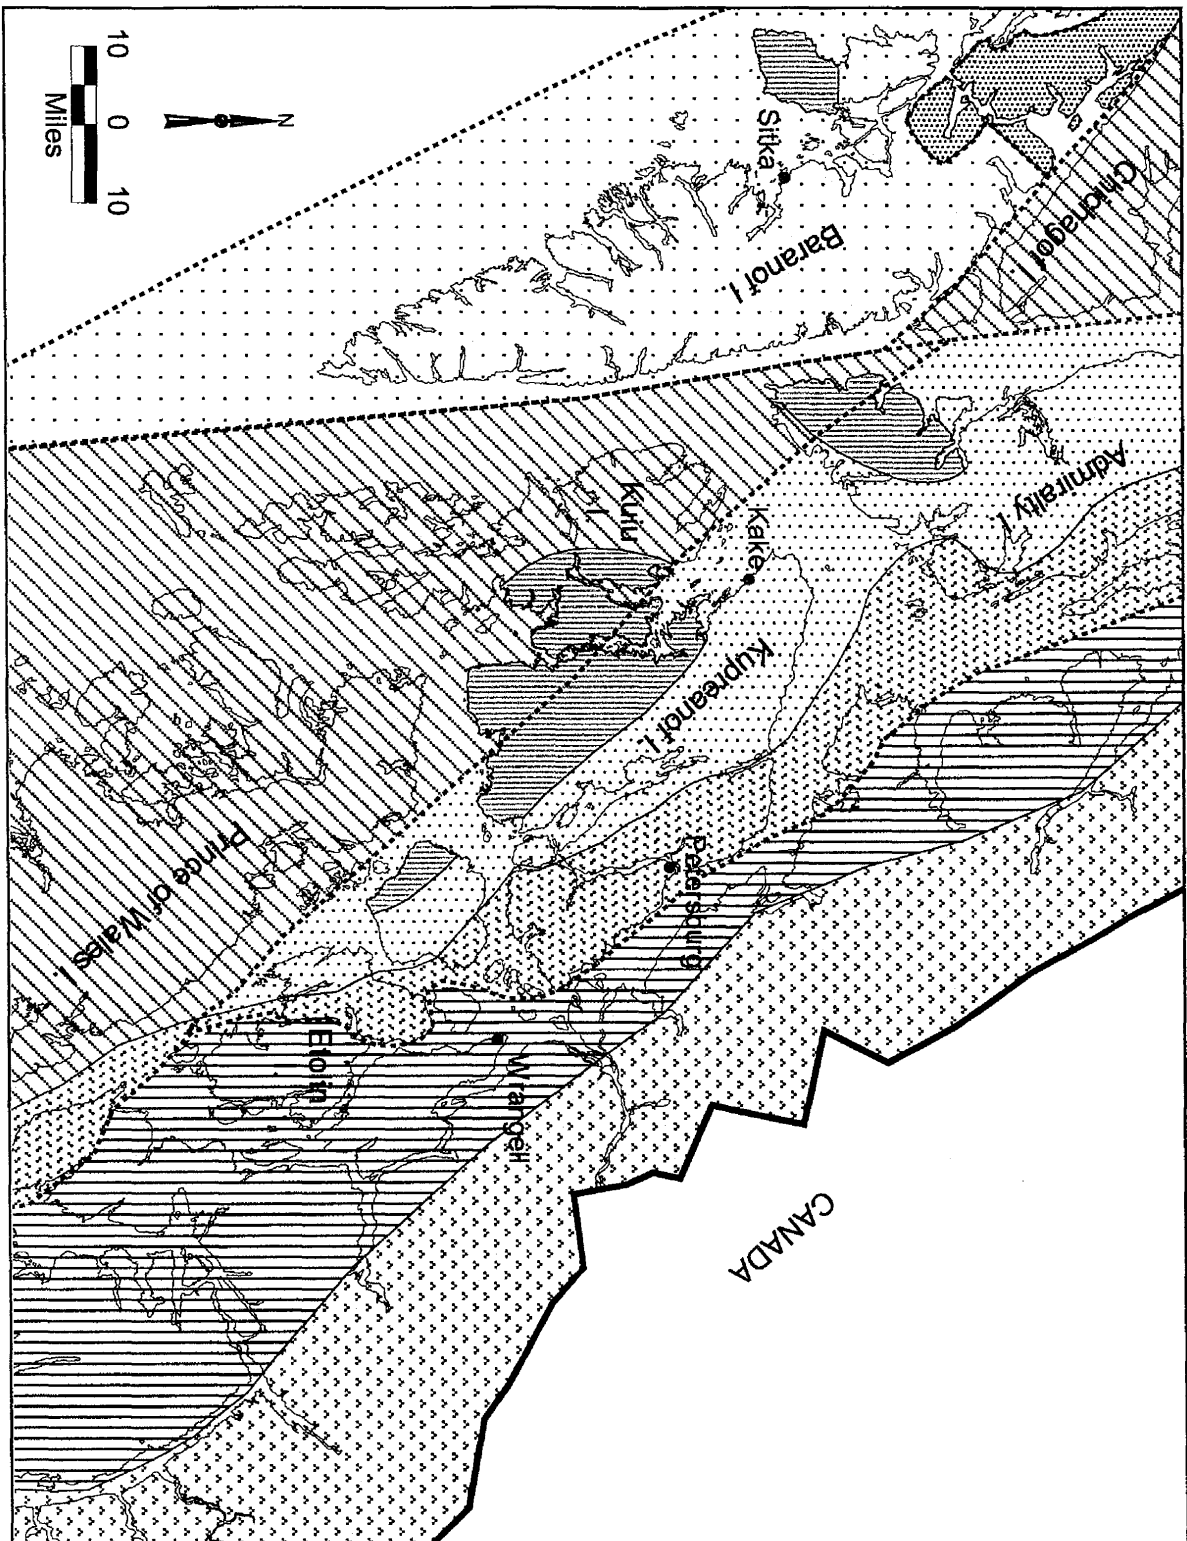 Chichagof I.
Sitka
Baranof I.
Admiralty I.
Kake
Kuiu
I.
Kupreanof I.
Petersburg
Prince of Wales I.
Etolin
Wrangell
CANADA
N
10 0 10
Miles